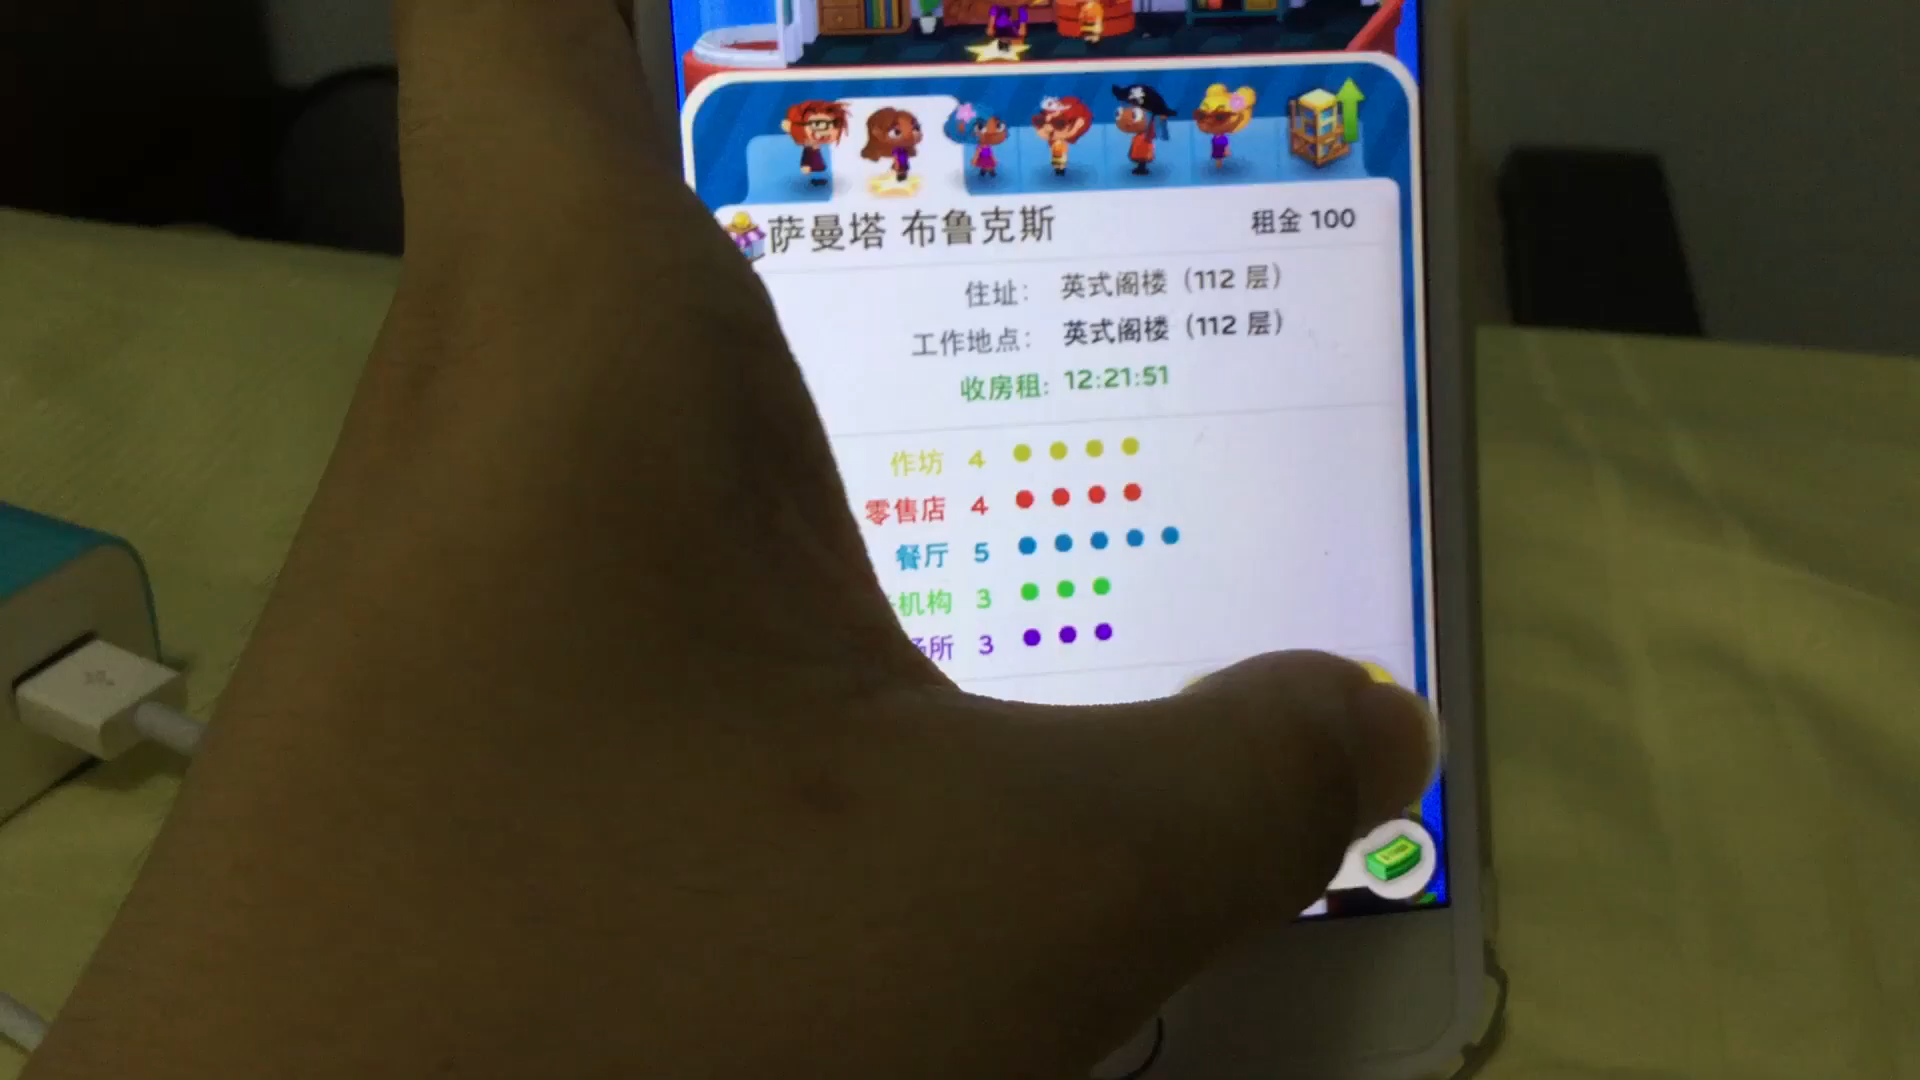 萨曼塔 布鲁克斯
租金 100
住址： 英式阁楼（112 层）
工作地点： 英式阁楼（112 层）
收房租: 12:21:51
作坊 4
零售店 4
餐厅 5
机构 3
场所 3